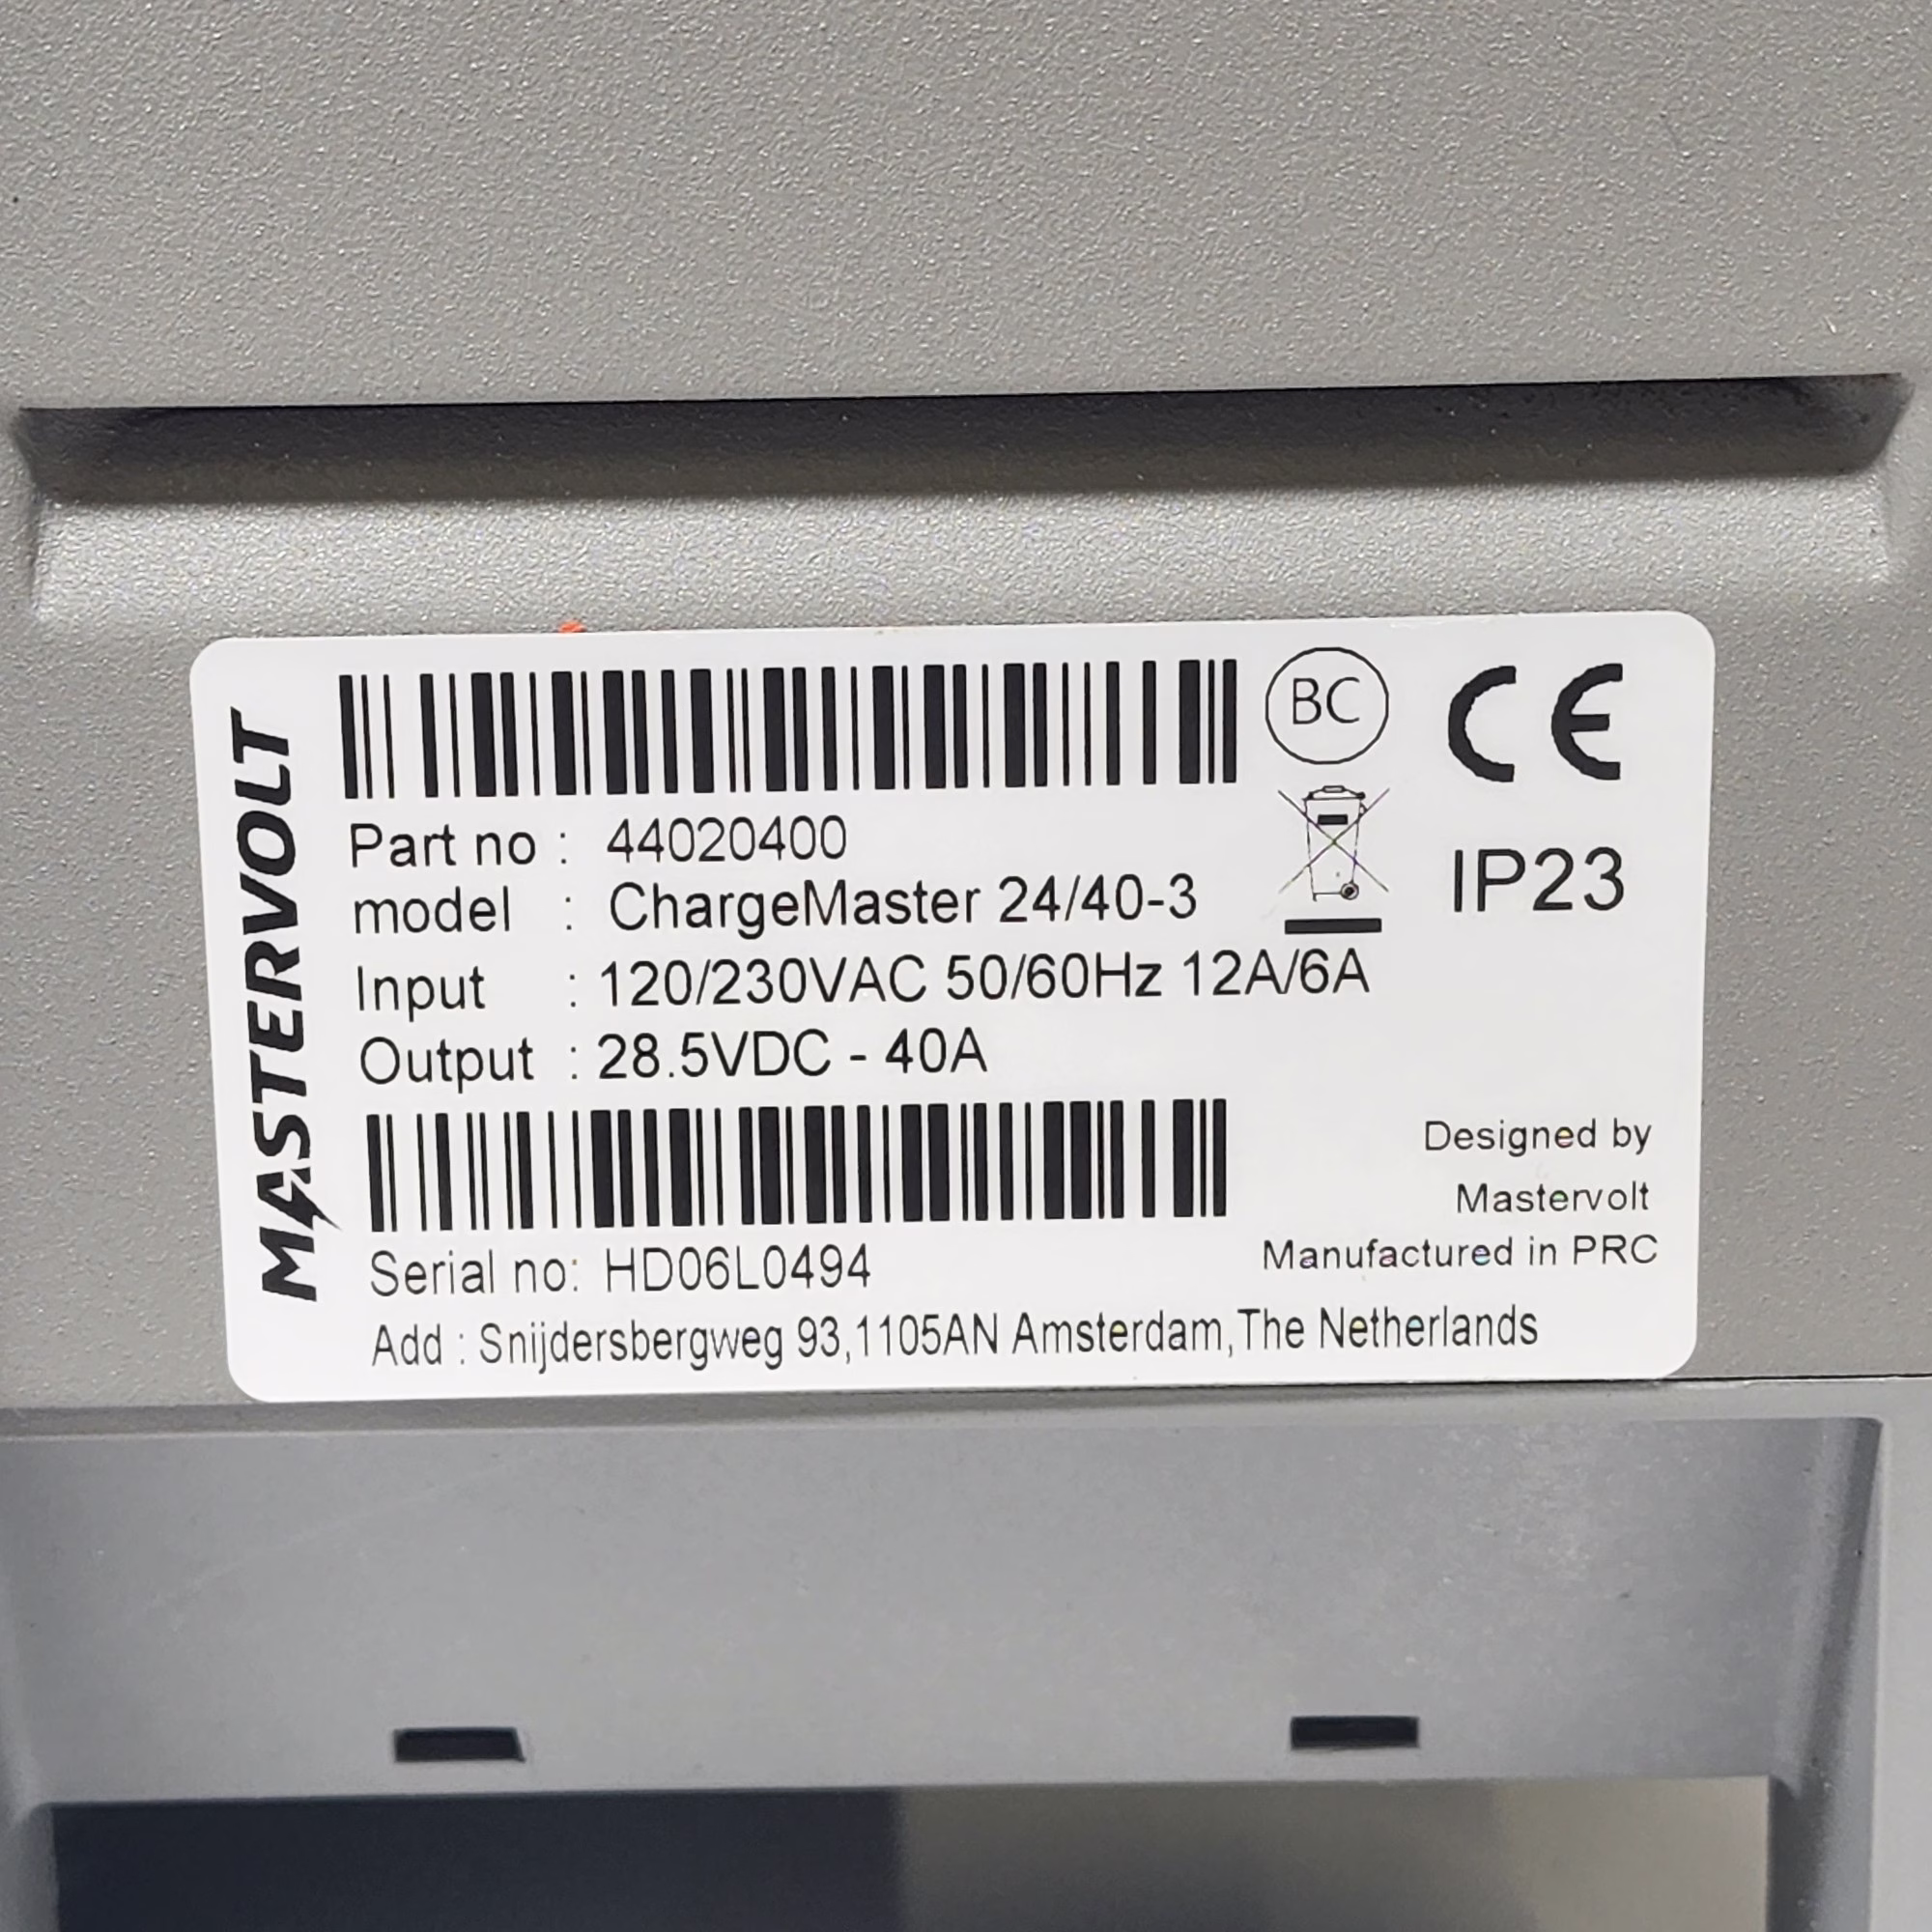 MASTERVOLT
BC
CE
Part no : 44020400
model : ChargeMaster 24/40-3
IP23
Input : 120/230VAC 50/60Hz 12A/6A
Output : 28.5VDC - 40A
Designed by
Mastervolt
Manufactured in PRC
Serial no: HD06L0494
Add : Snijdersbergweg 93,1105AN Amsterdam,The Netherlands